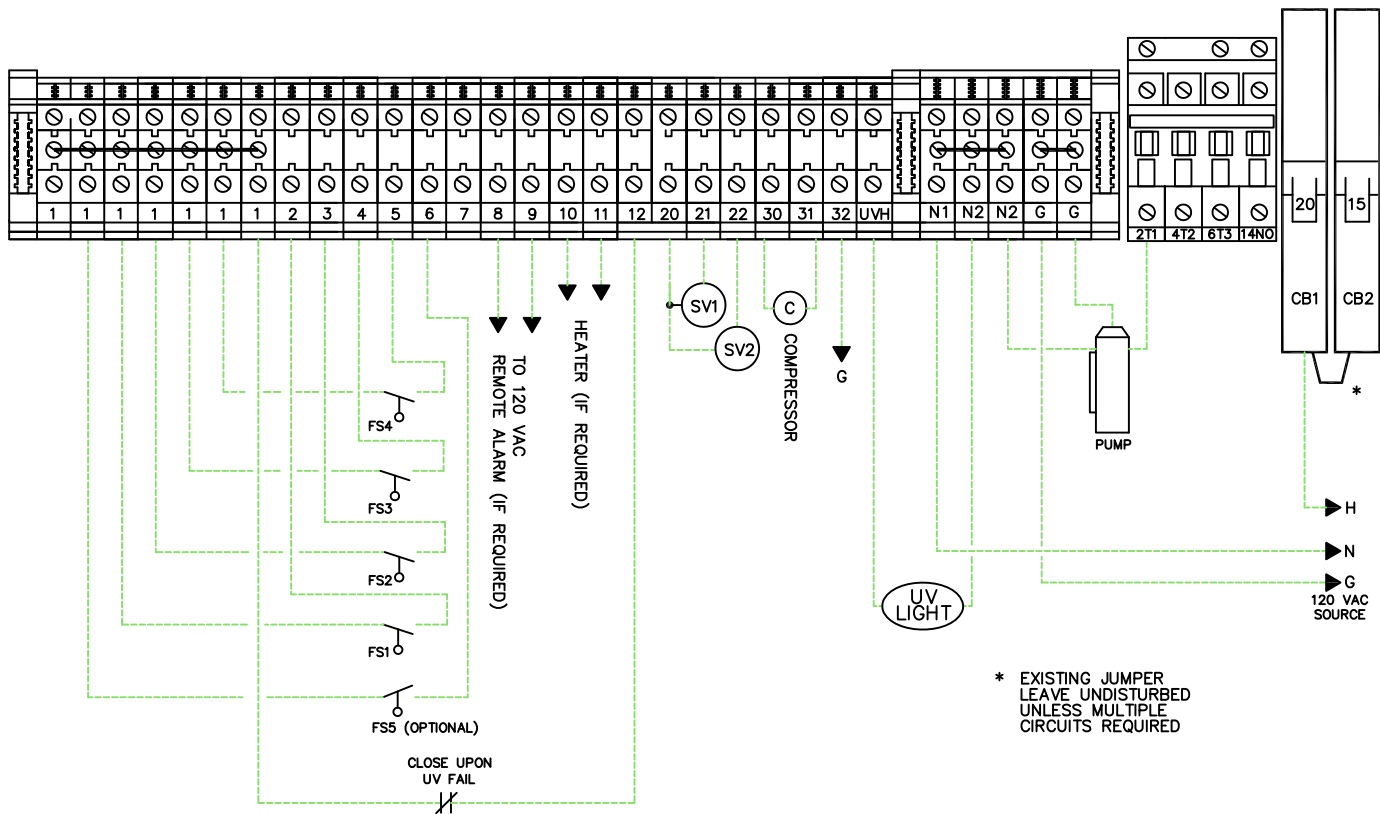 1 1 1 1 1 1 1 2 3 4 5 6 7 8 9 10 11 12 20 21 22 30 31 32 UVH N1 N2 N2 G G
2T1 4T2 6T3 14NO
20 15
CB1 CB2
SV1
SV2
C
COMPRESSOR
G
HEATER (IF REQUIRED)
TO 120 VAC
REMOTE ALARM (IF REQUIRED)
PUMP
*
FS4
FS3
FS2
FS1
FS5 (OPTIONAL)
CLOSE UPON
UV FAIL
UV
LIGHT
H
N
G
120 VAC
SOURCE
* EXISTING JUMPER
LEAVE UNDISTURBED
UNLESS MULTIPLE
CIRCUITS REQUIRED